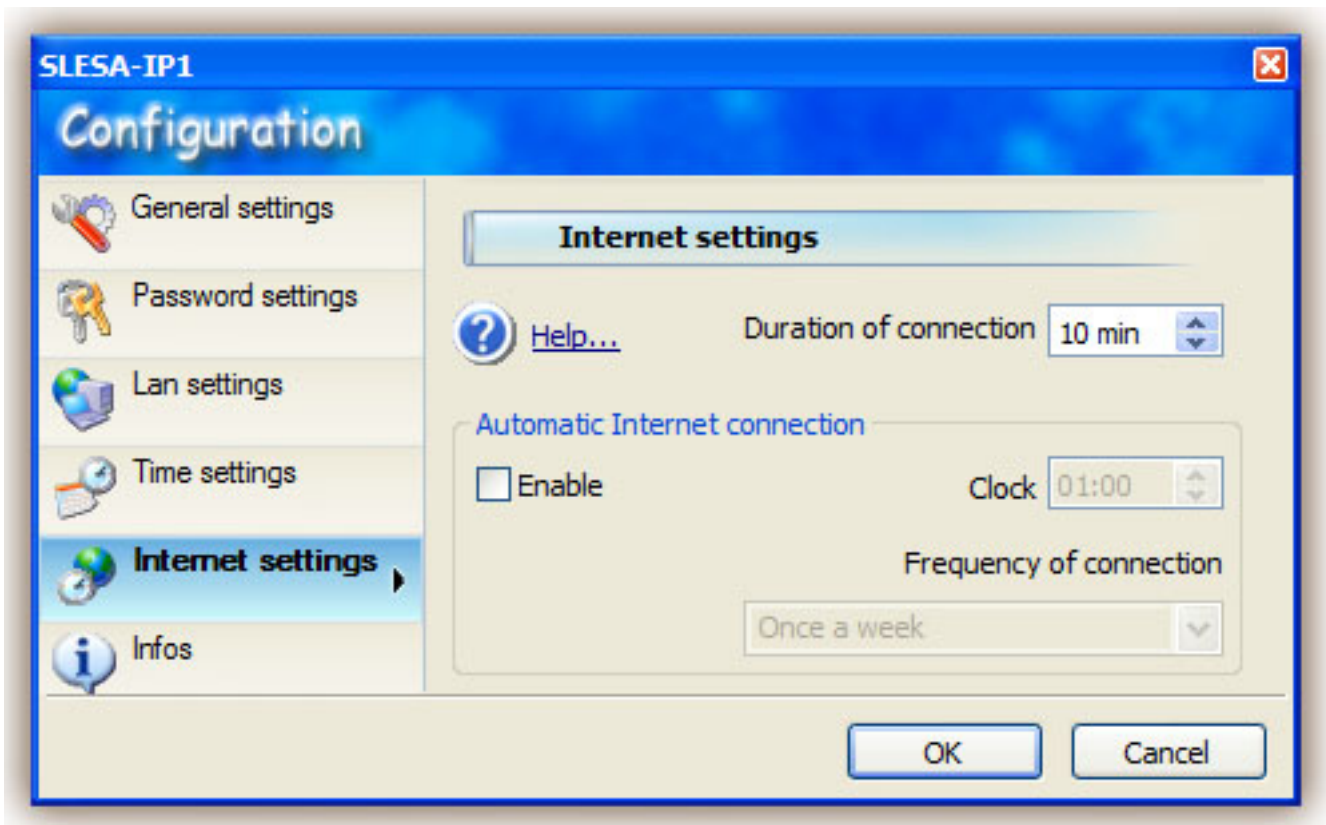 SLESA-IP1
Configuration
General settings
Password settings
Lan settings
Time settings
Internet settings
Infos
Internet settings
Help...
Duration of connection 10 min
Automatic Internet connection
Enable
Clock 01:00
Frequency of connection
Once a week
OK
Cancel